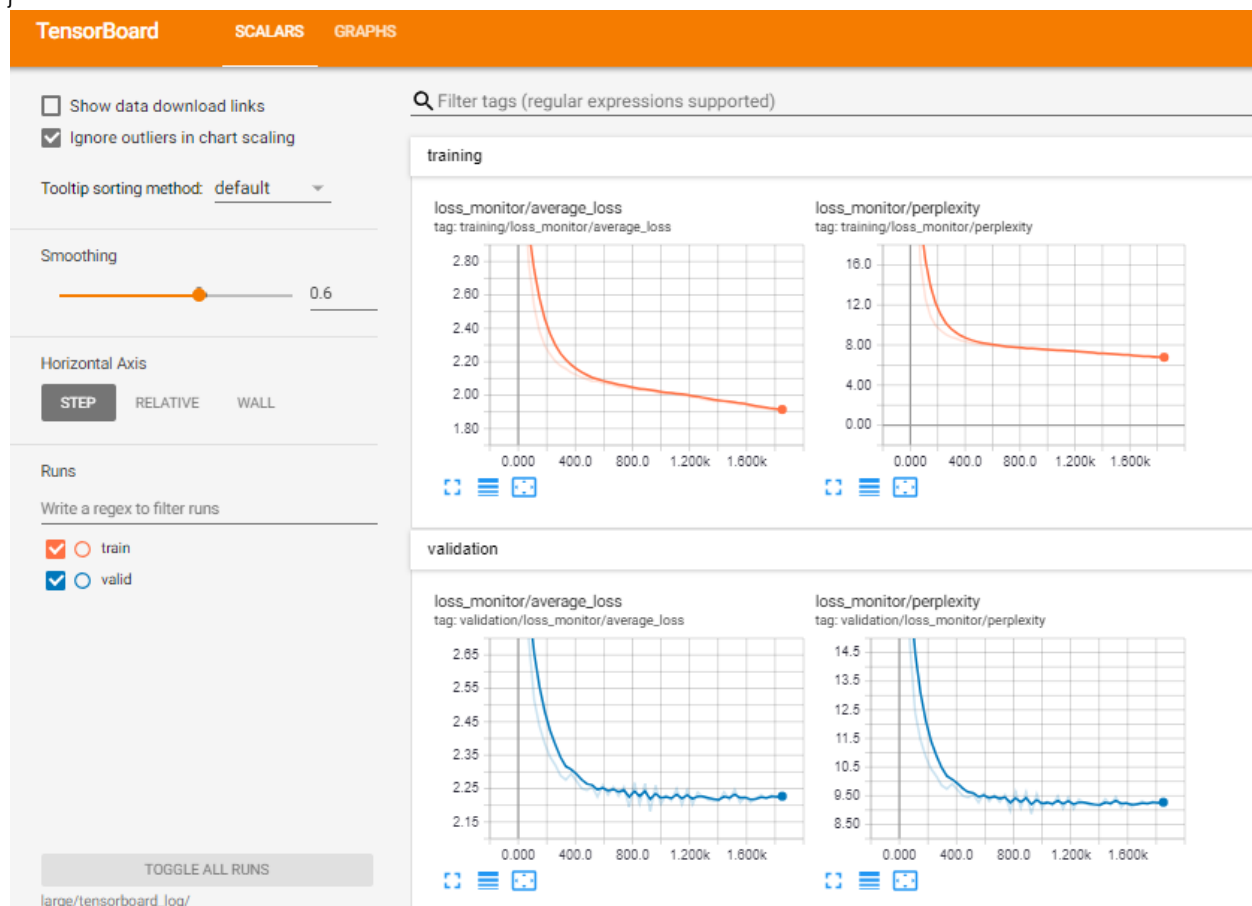 TensorBoard SCALARS GRAPHS
Show data download links
Ignore outliers in chart scaling
Tooltip sorting method: default
Smoothing
0.6
Horizontal Axis
STEP RELATIVE WALL
Runs
Write a regex to filter runs
train
valid
TOGGLE ALL RUNS
large/tensorboard_log/
Filter tags (regular expressions supported)
training
loss_monitor/average_loss
tag: training/loss_monitor/average_loss
2.80
2.60
2.40
2.20
2.00
1.80
0.000 400.0 800.0 1.200k 1.600k
loss_monitor/perplexity
tag: training/loss_monitor/perplexity
16.0
12.0
8.00
4.00
0.00
0.000 400.0 800.0 1.200k 1.600k
validation
loss_monitor/average_loss
tag: validation/loss_monitor/average_loss
2.65
2.55
2.45
2.35
2.25
2.15
0.000 400.0 800.0 1.200k 1.600k
loss_monitor/perplexity
tag: validation/loss_monitor/perplexity
14.5
13.5
12.5
11.5
10.5
9.50
8.50
0.000 400.0 800.0 1.200k 1.600k